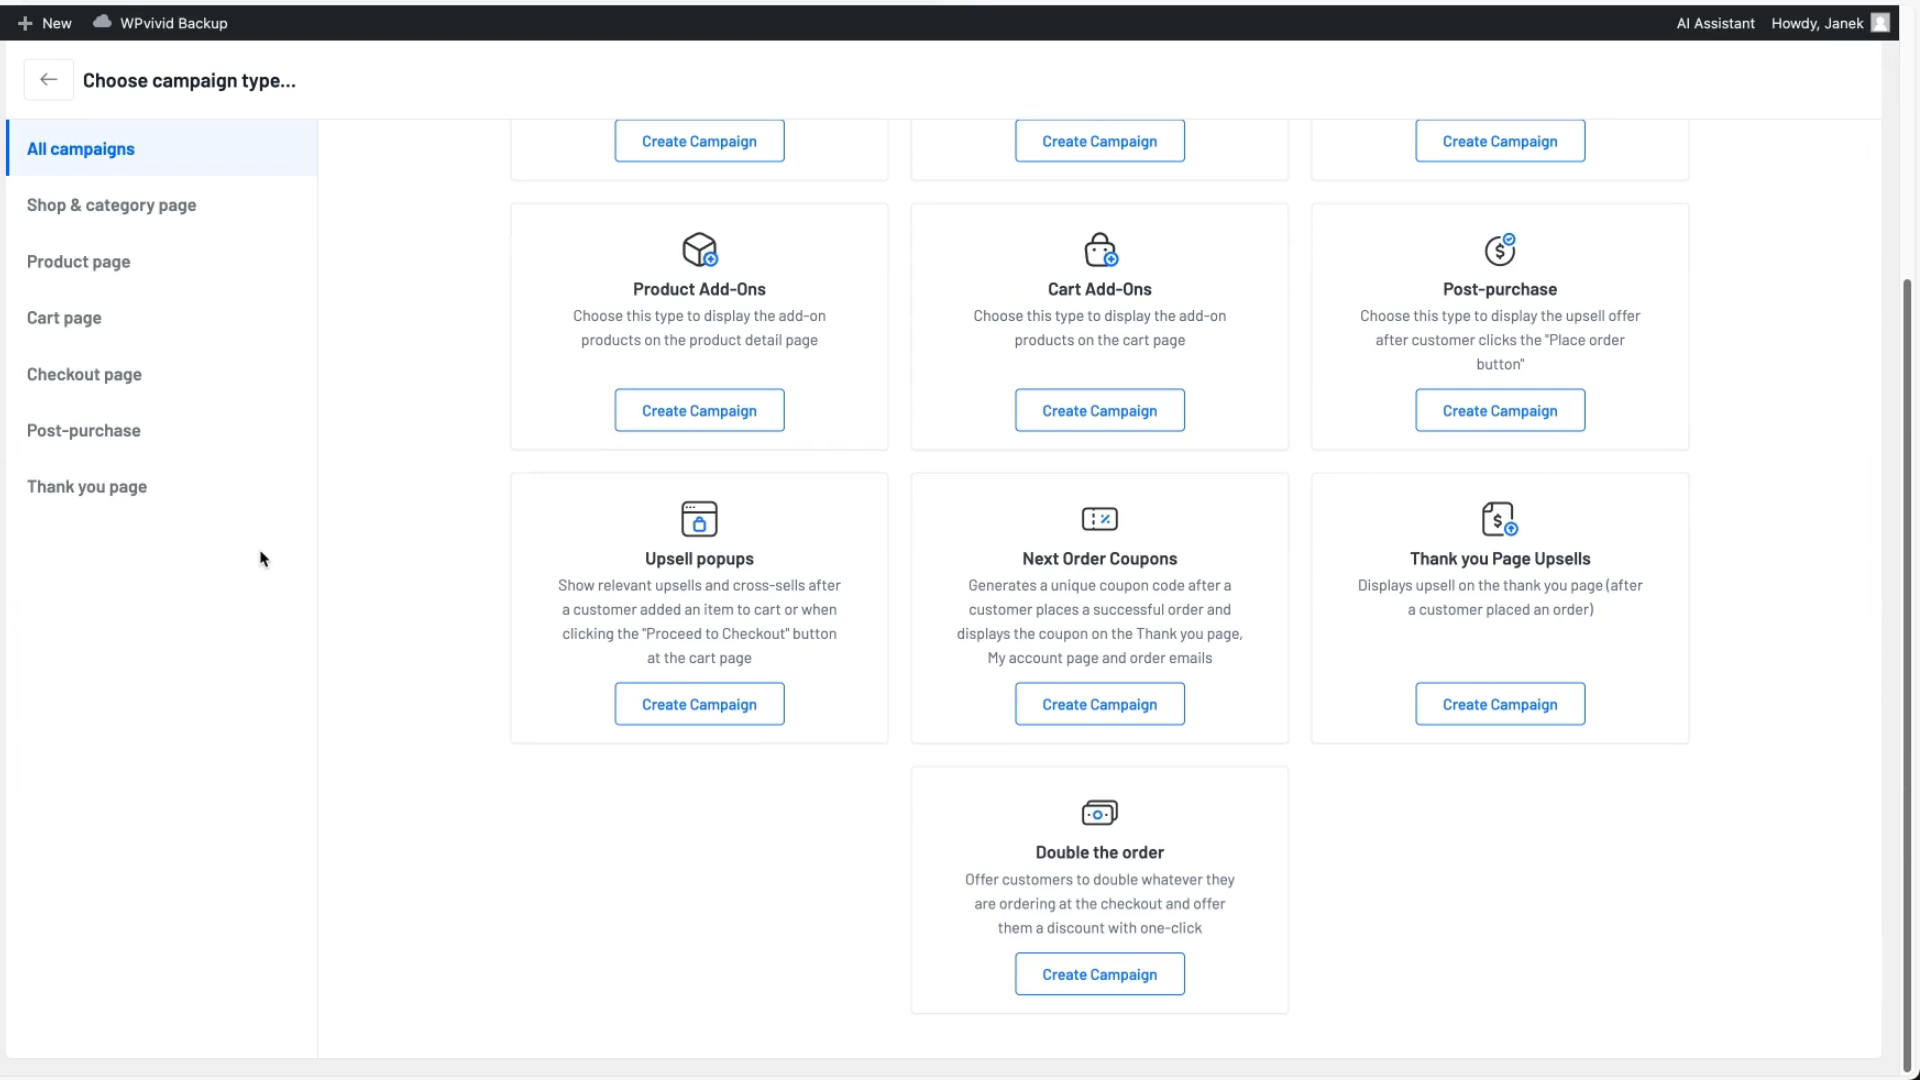 New
WPvivid Backup
AI Assistant
Howdy, Janek
Choose campaign type...
All campaigns
Shop & category page
Product page
Cart page
Checkout page
Post-purchase
Thank you page
Create Campaign
Create Campaign
Create Campaign
Product Add-Ons
Choose this type to display the add-on
products on the product detail page
Create Campaign
Cart Add-Ons
Choose this type to display the add-on
products on the cart page
Create Campaign
Post-purchase
Choose this type to display the upsell offer
after customer clicks the "Place order
button"
Create Campaign
Upsell popups
Show relevant upsells and cross-sells after
a customer added an item to cart or when
clicking the "Proceed to Checkout" button
at the cart page
Create Campaign
Next Order Coupons
Generates a unique coupon code after a
customer places a successful order and
displays the coupon on the Thank you page,
My account page and order emails
Create Campaign
Thank you Page Upsells
Displays upsell on the thank you page (after
a customer placed an order)
Create Campaign
Double the order
Offer customers to double whatever they
are ordering at the checkout and offer
them a discount with one-click
Create Campaign